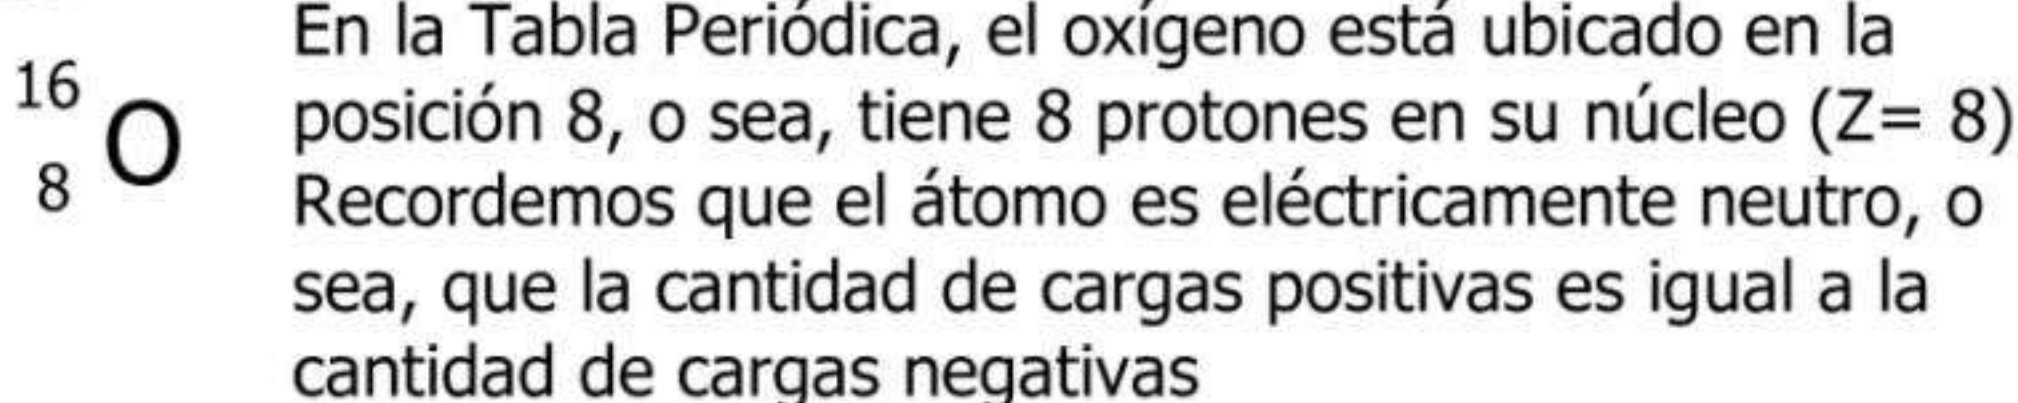 En la Tabla Periódica, el oxígeno está ubicado en la
16
O
8
posición 8, o sea, tiene 8 protones en su núcleo (Z= 8)
Recordemos que el átomo es eléctricamente neutro, o
sea, que la cantidad de cargas positivas es igual a la
cantidad de cargas negativas